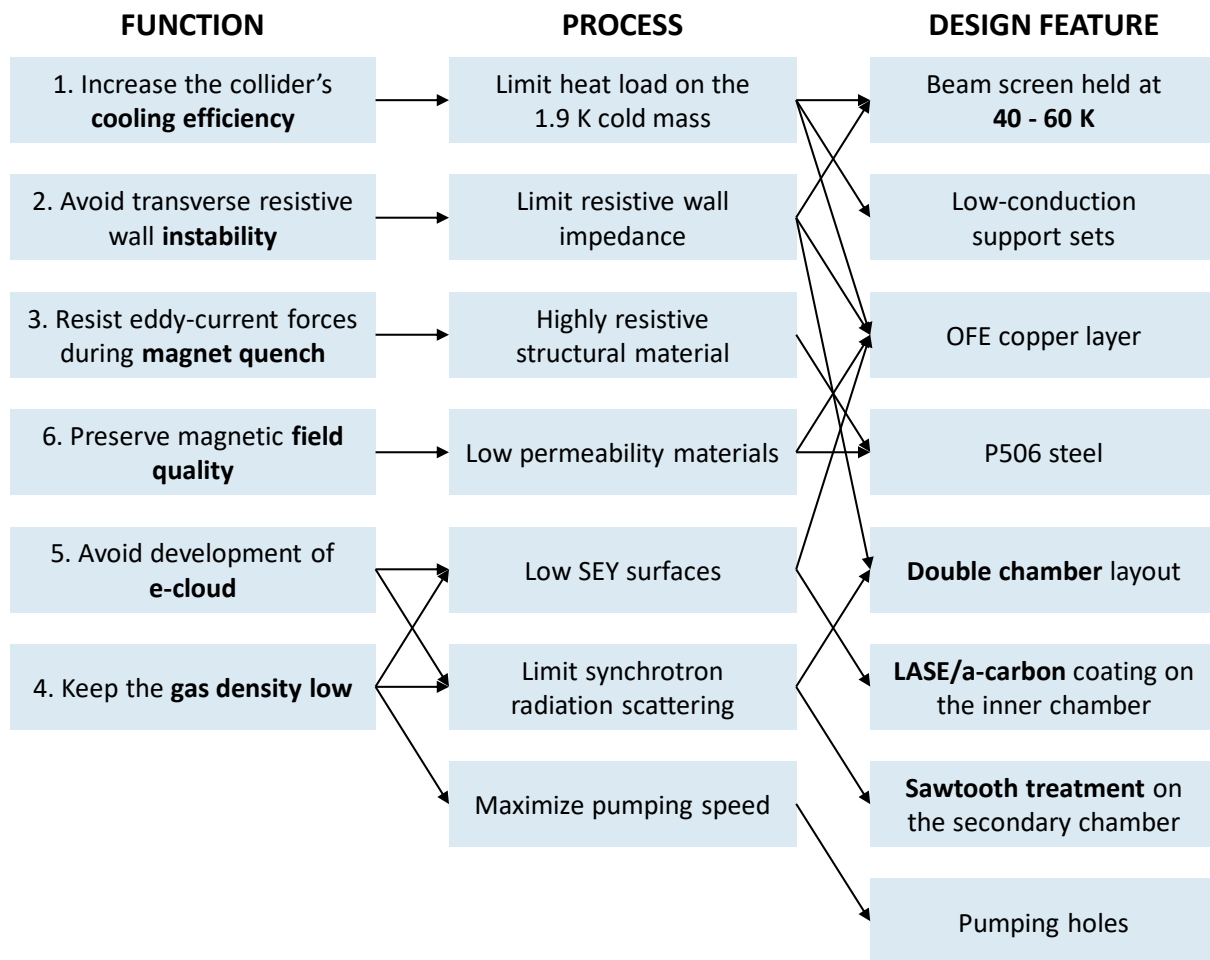 FUNCTION
PROCESS
DESIGN FEATURE
1. Increase the collider’s
cooling efficiency
Limit heat load on the
1.9 K cold mass
Beam screen held at
40 - 60 K
2. Avoid transverse resistive
wall instability
Limit resistive wall
impedance
Low-conduction
support sets
3. Resist eddy-current forces
during magnet quench
Highly resistive
structural material
OFE copper layer
6. Preserve magnetic field
quality
Low permeability materials
P506 steel
5. Avoid development of
e-cloud
Low SEY surfaces
Double chamber layout
4. Keep the gas density low
Limit synchrotron
radiation scattering
LASE/a-carbon coating on
the inner chamber
Maximize pumping speed
Sawtooth treatment on
the secondary chamber
Pumping holes